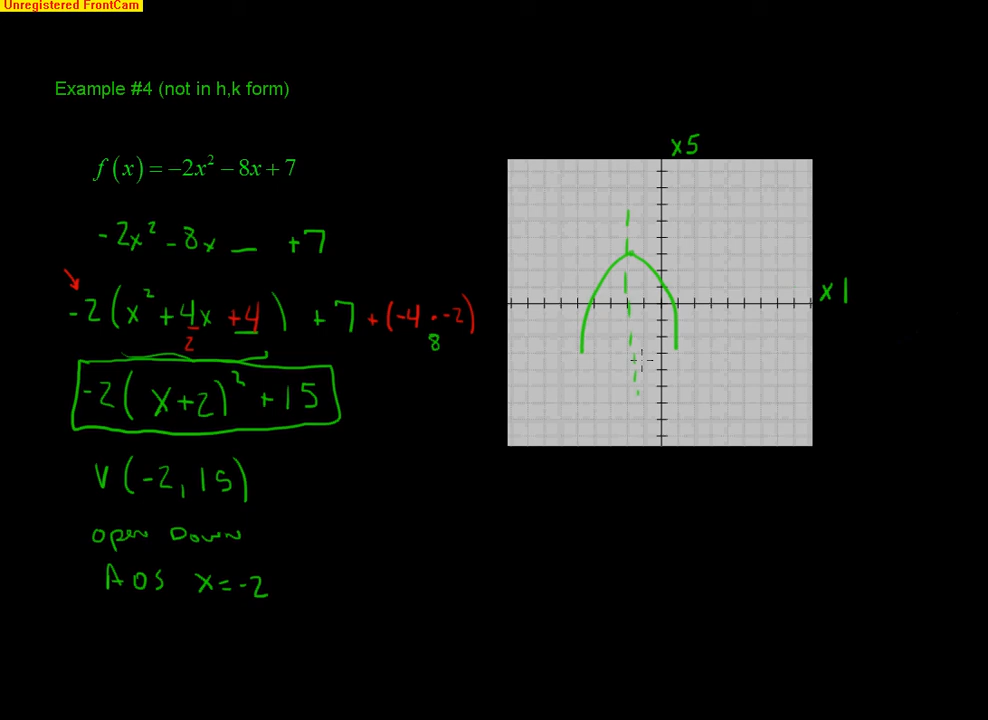 Unregistered FrontCam
Example #4 (not in h,k form)
f(x) = −2x² − 8x + 7
-2x² - 8x _ +7
-2(x² + 4x +4) + 7 + (-4 · -2)
2
8
-2(x+2)² + 15
V(-2, 15)
open Down
AOS x = -2
x5
x1